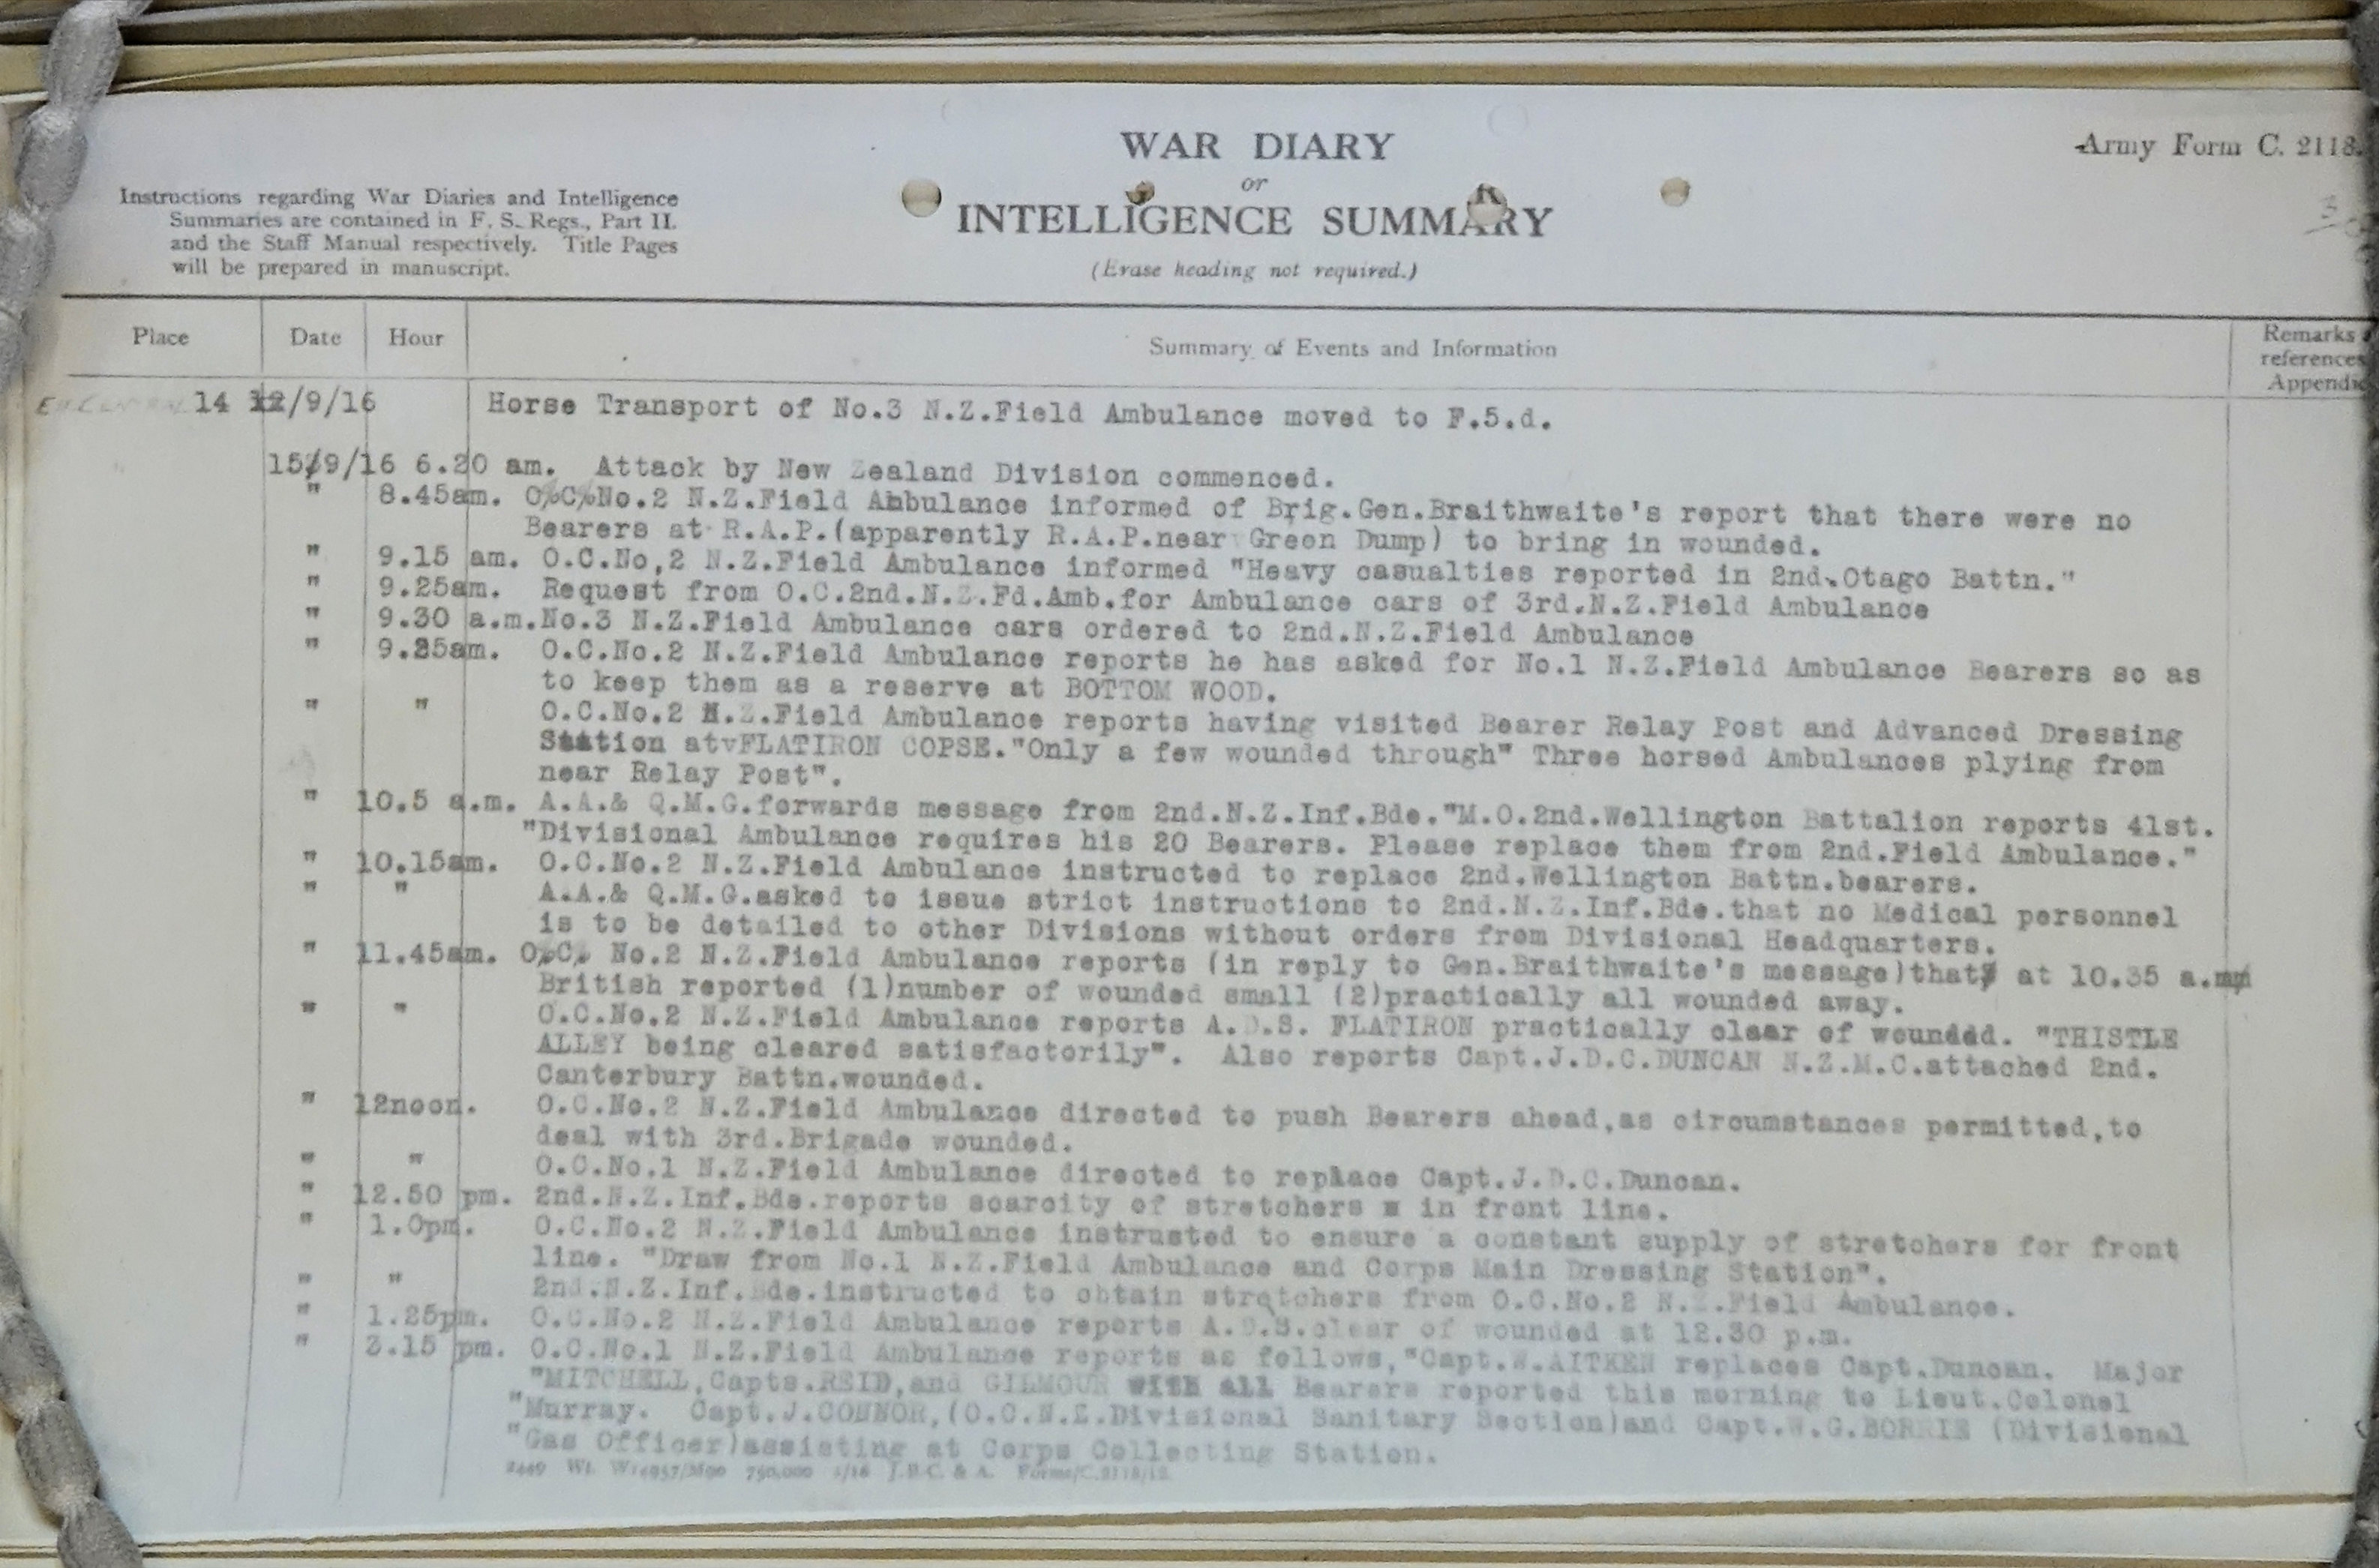 WAR DIARY
or
INTELLIGENCE SUMMARY
(Erase heading not required.)
Army Form C. 2118.
Instructions regarding War Diaries and Intelligence
Summaries are contained in F. S. Regs., Part II.
and the Staff Manual respectively. Title Pages
will be prepared in manuscript.
Place Date Hour Summary of Events and Information Remarks
references
Appendic
14 12/9/16 Horse Transport of No.3 N.Z.Field Ambulance moved to F.5.d.
15/9/16 6.20 am. Attack by New Zealand Division commenced.
" 8.45am. O.C.No.2 N.Z.Field Ambulance informed of Brig.Gen.Braithwaite's report that there were no
Bearers at R.A.P.(apparently R.A.P.near Green Dump) to bring in wounded.
" 9.15 am. O.C.No,2 N.Z.Field Ambulance informed "Heavy casualties reported in 2nd.Otago Battn."
" 9.25am. Request from O.C.2nd.N.Z.Fd.Amb.for Ambulance cars of 3rd.N.Z.Field Ambulance
" 9.30 a.m.No.3 N.Z.Field Ambulance cars ordered to 2nd.N.Z.Field Ambulance
" 9.35am. O.C.No.2 N.Z.Field Ambulance reports he has asked for No.1 N.Z.Field Ambulance Bearers so as
to keep them as a reserve at BOTTOM WOOD.
" " O.C.No.2 N.Z.Field Ambulance reports having visited Bearer Relay Post and Advanced Dressing
Station atvFLATIRON COPSE."Only a few wounded through" Three horsed Ambulances plying from
near Relay Post".
" 10.5 a.m. A.A.& Q.M.G.forwards message from 2nd.N.Z.Inf.Bde."M.O.2nd.Wellington Battalion reports 41st.
"Divisional Ambulance requires his 20 Bearers. Please replace them from 2nd.Field Ambulance."
" 10.15am. O.C.No.2 N.Z.Field Ambulance instructed to replace 2nd.Wellington Battn.bearers.
" " A.A.& Q.M.G.asked to issue strict instructions to 2nd.N.Z.Inf.Bde.that no Medical personnel
is to be detailed to other Divisions without orders from Divisional Headquarters.
" 11.45am. O.C. No.2 N.Z.Field Ambulance reports (in reply to Gen.Braithwaite's message)that at 10.35 a.m
British reported (1)number of wounded small (2)practically all wounded away.
" " O.C.No.2 N.Z.Field Ambulance reports A.D.S. FLATIRON practically clear of wounded. "THISTLE
ALLEY being cleared satisfactorily". Also reports Capt.J.D.C.DUNCAN N.Z.M.C.attached 2nd.
Canterbury Battn.wounded.
" 12noon. O.C.No.2 N.Z.Field Ambulance directed to push Bearers ahead,as circumstances permitted,to
deal with 3rd.Brigade wounded.
" " O.C.No.1 N.Z.Field Ambulance directed to replace Capt.J.D.C.Duncan.
" 12.50 pm. 2nd.N.Z.Inf.Bde.reports scarcity of stretchers in front line.
" 1.0pm. O.C.No.2 N.Z.Field Ambulance instructed to ensure a constant supply of stretchers for front
line. "Draw from No.1 N.Z.Field Ambulance and Corps Main Dressing Station".
" " 2nd.N.Z.Inf.Bde.instructed to obtain stretchers from O.C.No.2 N.Z.Field Ambulance.
" 1.25pm. O.C.No.2 N.Z.Field Ambulance reports A.D.S.clear of wounded at 12.30 p.m.
" 3.15 pm. O.C.No.1 N.Z.Field Ambulance reports as follows,"Capt.W.AITKEN replaces Capt.Duncan. Major
"MITCHELL,Capts.REID,and GILMOUR with all Bearers reported this morning to Lieut.Colonel
"Murray. Capt.J.CONNOR,(O.C.N.Z.Divisional Sanitary Section)and Capt.W.G.BORRIE (Divisional
"Gas Officer)assisting at Corps Collecting Station.
2449 Wt. W14957/M90 750,000 1/16 J.B.C. & A. Forms/C.2118/12.